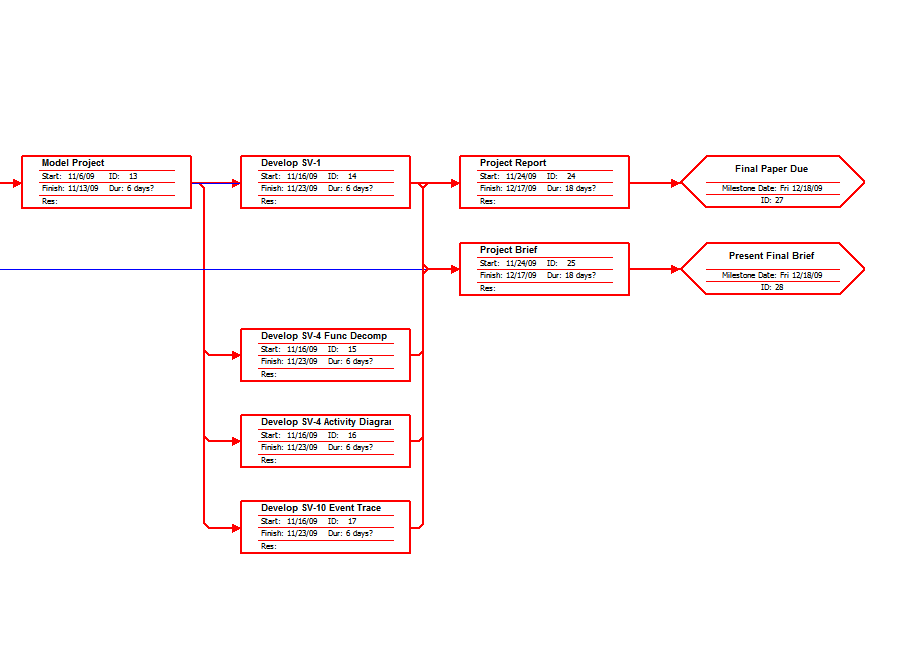 Model Project
Start: 11/6/09 ID: 13
Finish: 11/13/09 Dur: 6 days?
Res:
Develop SV-1
Start: 11/16/09 ID: 14
Finish: 11/23/09 Dur: 6 days?
Res:
Project Report
Start: 11/24/09 ID: 24
Finish: 12/17/09 Dur: 18 days?
Res:
Final Paper Due
Milestone Date: Fri 12/18/09
ID: 27
Project Brief
Start: 11/24/09 ID: 25
Finish: 12/17/09 Dur: 18 days?
Res:
Present Final Brief
Milestone Date: Fri 12/18/09
ID: 28
Develop SV-4 Func Decomp
Start: 11/16/09 ID: 15
Finish: 11/23/09 Dur: 6 days?
Res:
Develop SV-4 Activity Diagrar
Start: 11/16/09 ID: 16
Finish: 11/23/09 Dur: 6 days?
Res:
Develop SV-10 Event Trace
Start: 11/16/09 ID: 17
Finish: 11/23/09 Dur: 6 days?
Res: